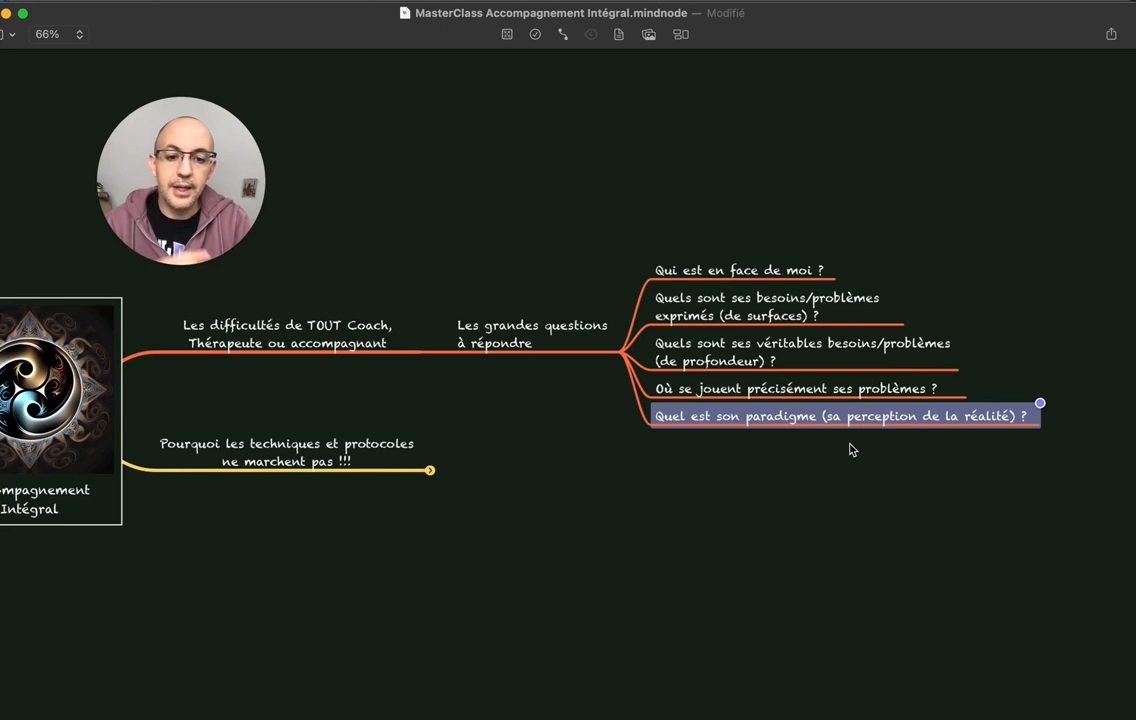 MasterClass Accompagnement Intégral.mindnode — Modifié
66%
Qui est en face de moi ?
Quels sont ses besoins/problèmes
exprimés (de surfaces) ?
Les difficultés de TOUT Coach,
Thérapeute ou accompagnant
Les grandes questions
à répondre
Quels sont ses véritables besoins/problèmes
(de profondeur) ?
Où se jouent précisément ses problèmes ?
Quel est son paradigme (sa perception de la réalité) ?
Pourquoi les techniques et protocoles
ne marchent pas !!!
ompagnement
Intégral